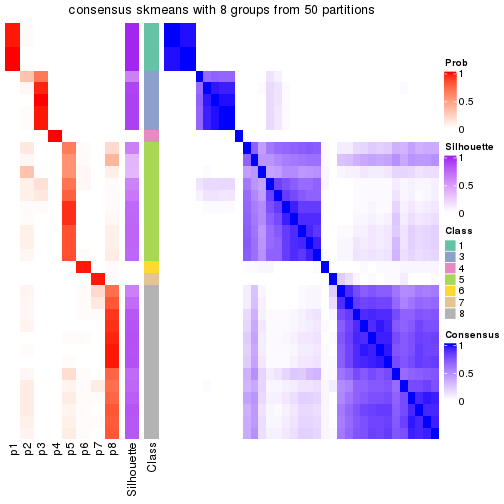 consensus skmeans with 8 groups from 50 partitions
Prob
1
0.5
0
Silhouette
1
0.5
0
Class
1
3
4
5
6
7
8
Consensus
1
0.5
0
p1
p2
p3
p4
p5
p6
p7
p8
Silhouette
Class